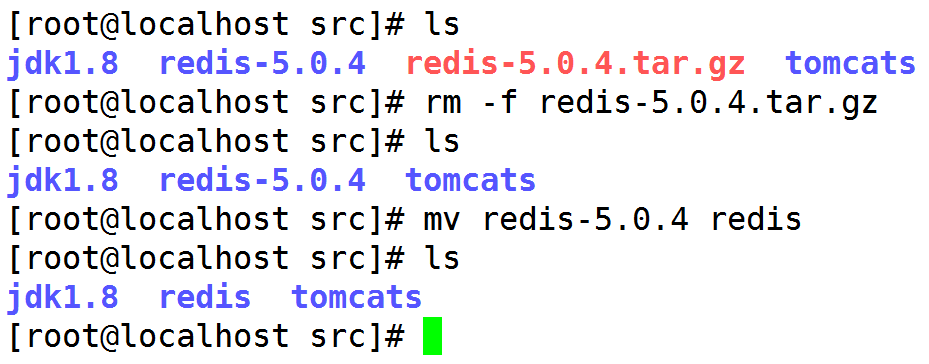 [root@localhost src]# ls
jdk1.8  redis-5.0.4  redis-5.0.4.tar.gz  tomcats
[root@localhost src]# rm -f redis-5.0.4.tar.gz
[root@localhost src]# ls
jdk1.8  redis-5.0.4  tomcats
[root@localhost src]# mv redis-5.0.4 redis
[root@localhost src]# ls
jdk1.8  redis  tomcats
[root@localhost src]#